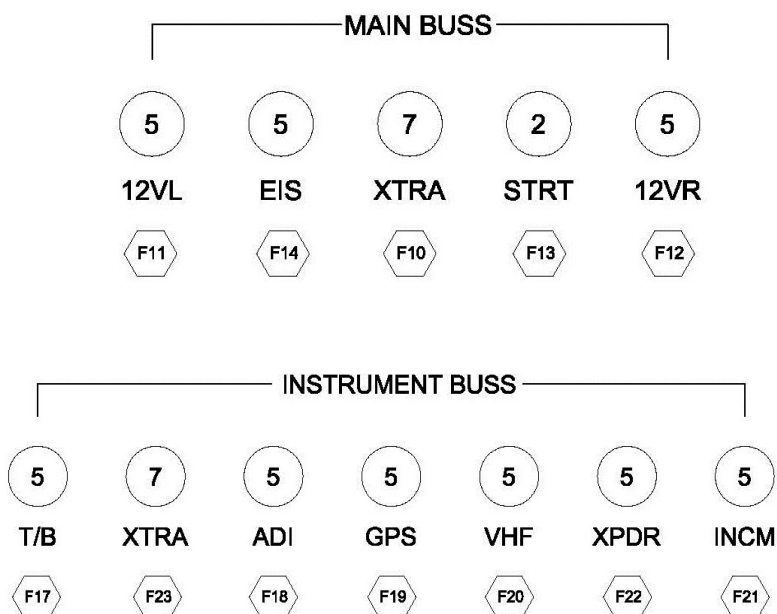 MAIN BUSS
5 5 7 2 5
12VL EIS XTRA STRT 12VR
F11 F14 F10 F13 F12
INSTRUMENT BUSS
5 7 5 5 5 5 5
T/B XTRA ADI GPS VHF XPDR INCM
F17 F23 F18 F19 F20 F22 F21